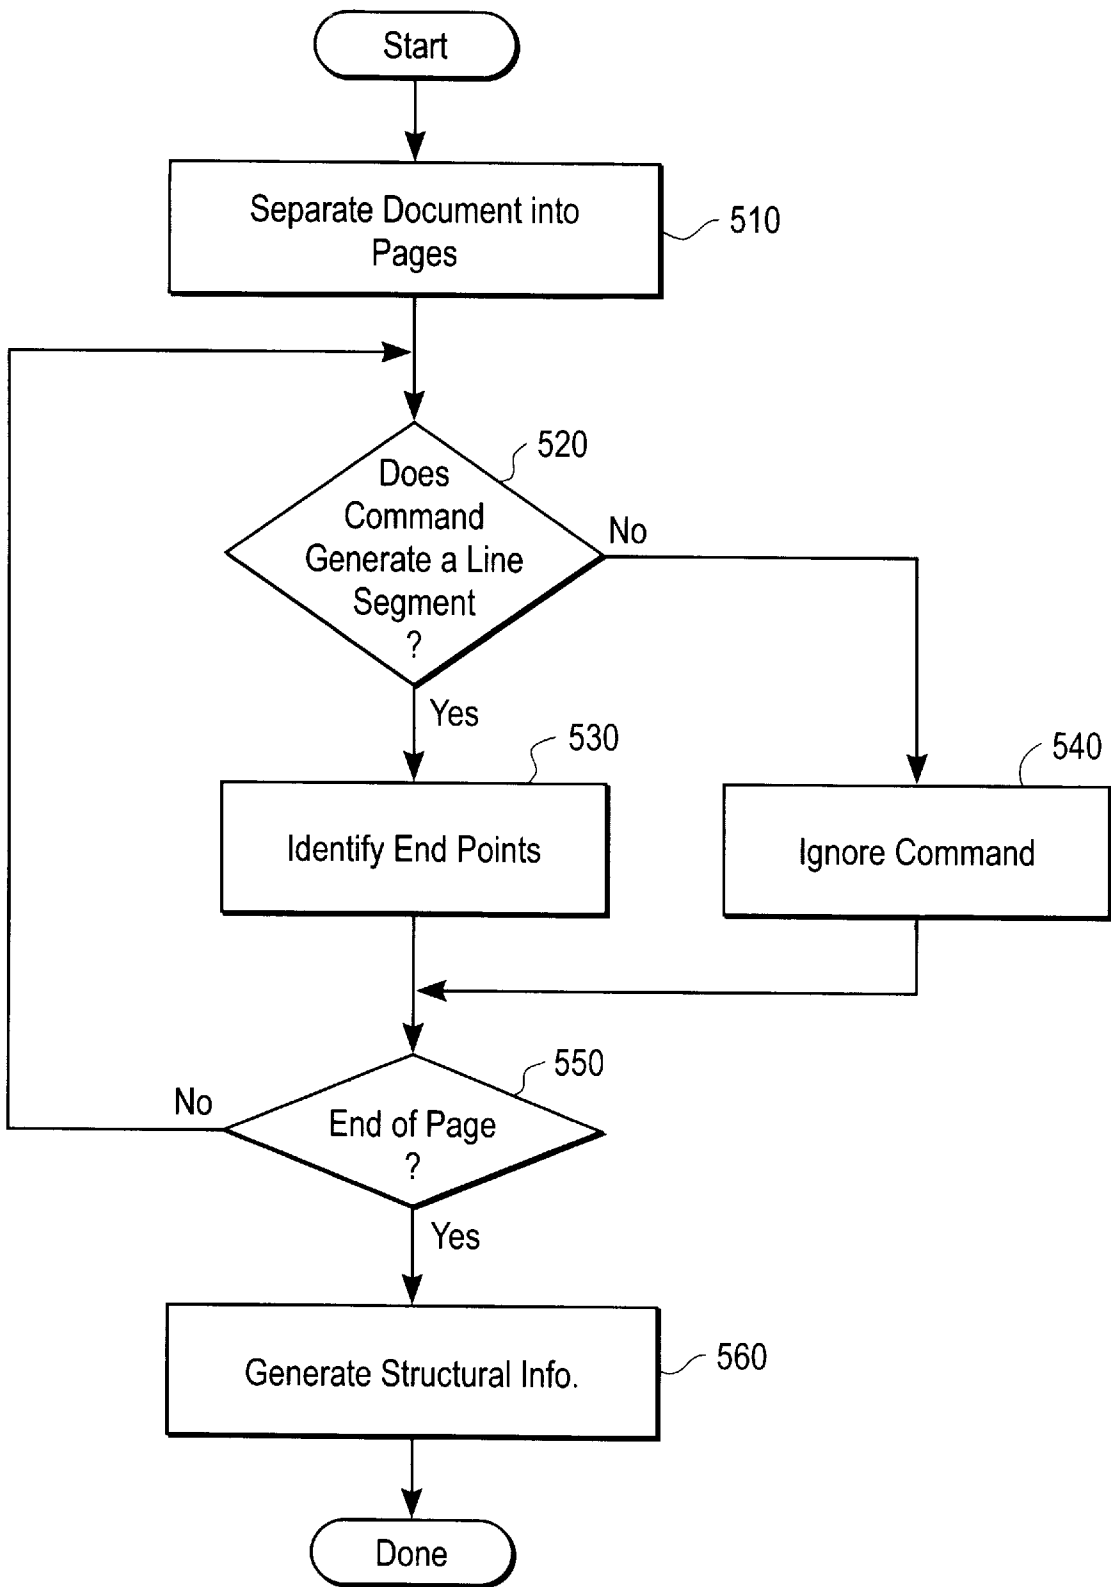 Start
Separate Document into
Pages
510
Does
Command
Generate a Line
Segment
?
520
No
Yes
530
540
Identify End Points
Ignore Command
550
No
End of Page
?
Yes
Generate Structural Info.
560
Done